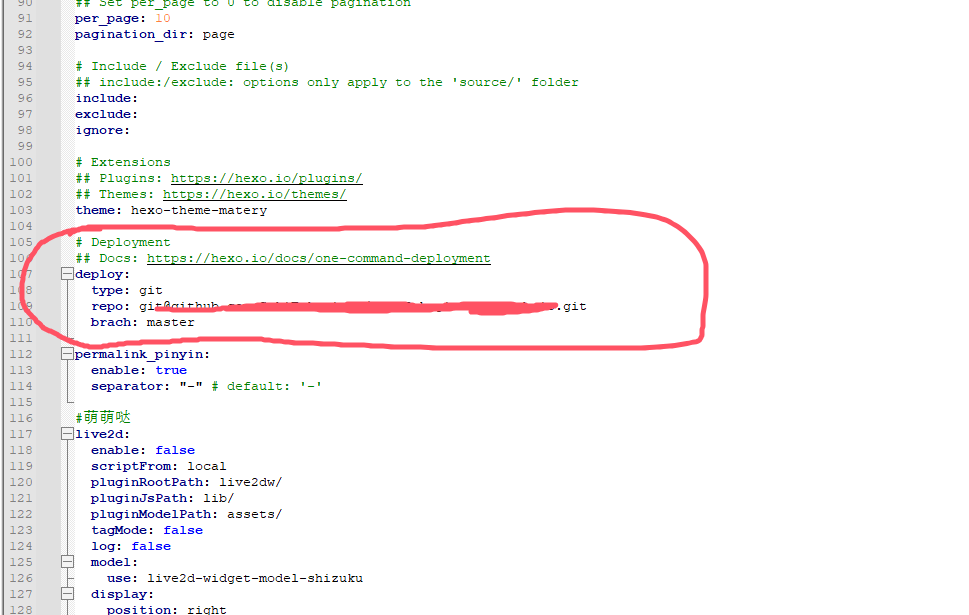 90 ## Set per_page to 0 to disable pagination
91 per_page: 10
92 pagination_dir: page
93
94 # Include / Exclude file(s)
95 ## include:/exclude: options only apply to the 'source/' folder
96 include:
97 exclude:
98 ignore:
99
100 # Extensions
101 ## Plugins: https://hexo.io/plugins/
102 ## Themes: https://hexo.io/themes/
103 theme: hexo-theme-matery
104
105 # Deployment
106 ## Docs: https://hexo.io/docs/one-command-deployment
107 deploy:
108 type: git
109 repo: git@github .git
110 brach: master
111
112 permalink_pinyin:
113 enable: true
114 separator: "-" # default: '-'
115
116 #萌萌哒
117 live2d:
118 enable: false
119 scriptFrom: local
120 pluginRootPath: live2dw/
121 pluginJsPath: lib/
122 pluginModelPath: assets/
123 tagMode: false
124 log: false
125 model:
126 use: live2d-widget-model-shizuku
127 display:
128 position: right